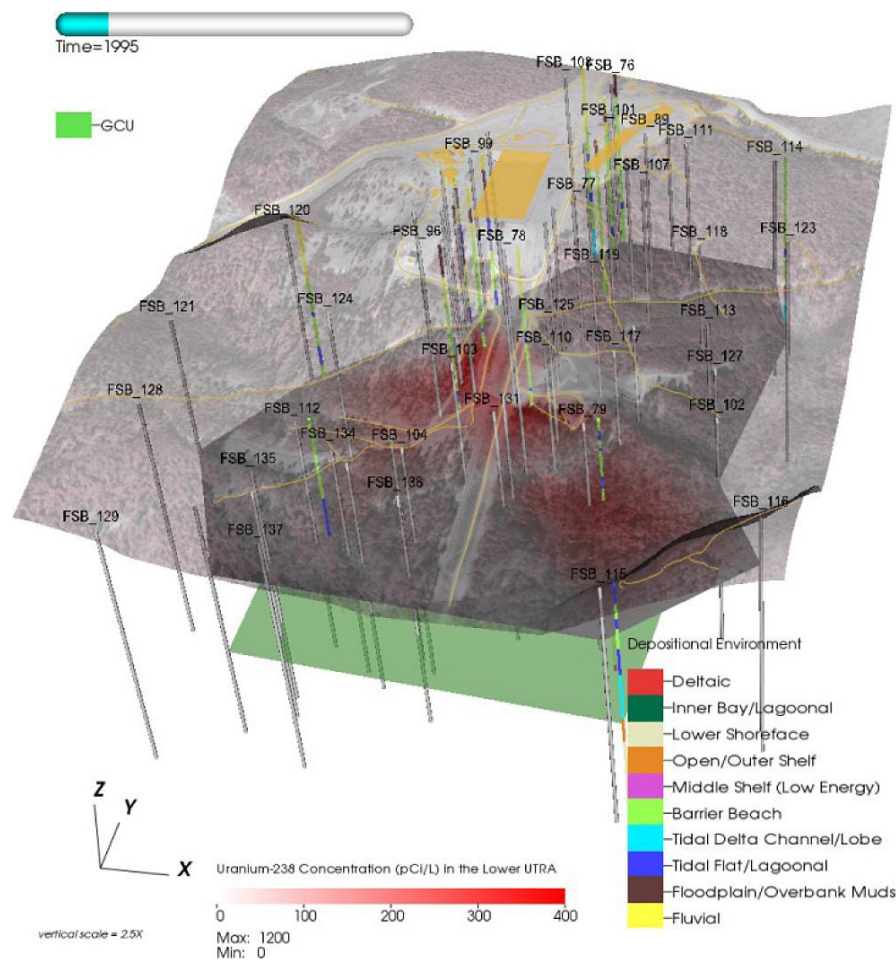 Time=1995
GCU
FSB_76
FSB_101
FSB_89
FSB_111
FSB_99
FSB_107
FSB_114
FSB_77
FSB_120
FSB_96
FSB_78
FSB_118
FSB_123
FSB_119
FSB_121
FSB_124
FSB_125
FSB_113
FSB_110
FSB_117
FSB_103
FSB_127
FSB_128
FSB_131
FSB_79
FSB_102
FSB_112
FSB_134
FSB_104
FSB_135
FSB_138
FSB_116
FSB_129
FSB_137
FSB_115
Depositional Environment
Deltaic
Inner Bay/Lagoonal
Lower Shoreface
Open/Outer Shelf
Middle Shelf (Low Energy)
Barrier Beach
Tidal Delta Channel/Lobe
Tidal Flat/Lagoonal
Floodplain/Overbank Muds
Fluvial
Z
Y
X
Uranium-238 Concentration (pCi/L) in the Lower UTRA
0 100 200 300 400
Max: 1200
Min: 0
vertical scale = 2.5X